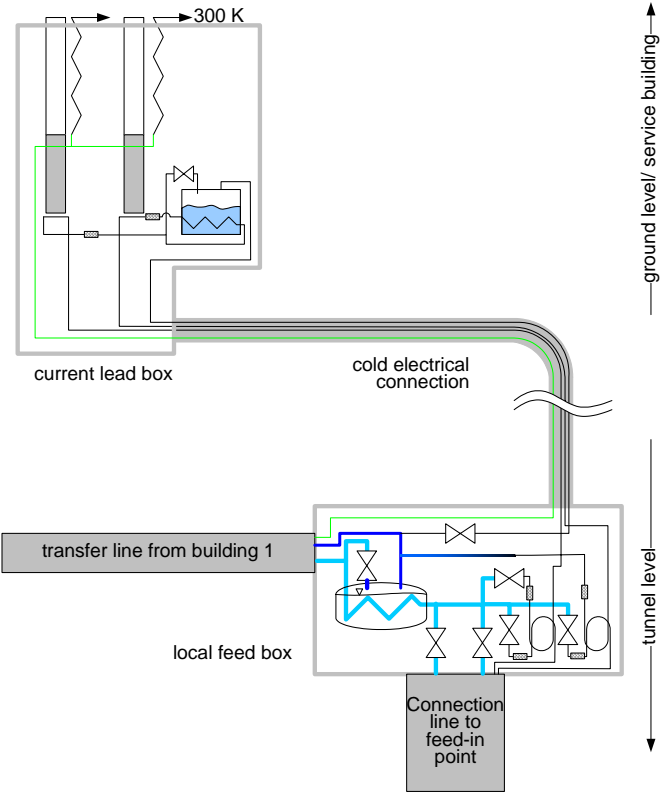 300 K
ground level/ service building
current lead box
cold electrical
connection
transfer line from building 1
tunnel level
local feed box
Connection
line to
feed-in
point